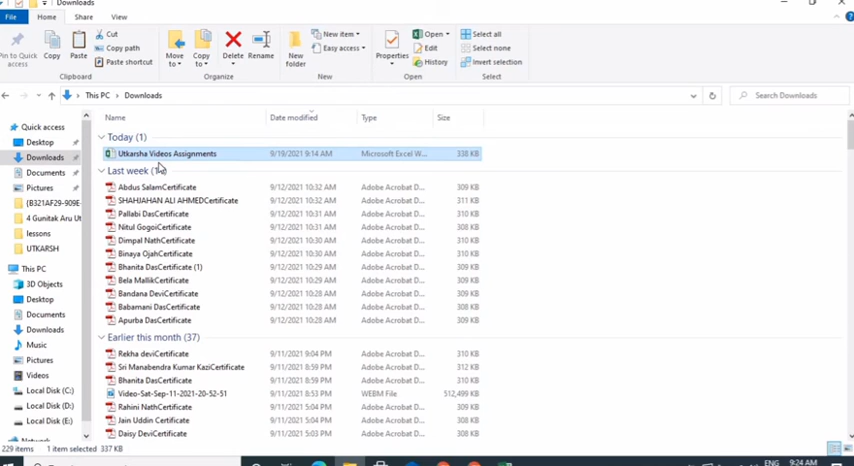 Downloads
File Home Share View
Pin to Quick access
Copy
Paste
Cut
Copy path
Paste shortcut
Clipboard
Move to
Copy to
Delete
Rename
Organize
New folder
New item
Easy access
New
Properties
Open
Edit
History
Open
Select all
Select none
Invert selection
Select
This PC > Downloads
Search Downloads
Name Date modified Type Size
Quick access
Desktop
Downloads
Documents
Pictures
(B321AF29-909E-
4 Gunitak Aru Ut
lessons
UTKARSH
This PC
3D Objects
Desktop
Documents
Downloads
Music
Pictures
Videos
Local Disk (C:)
Local Disk (D:)
Local Disk (E:)
Network
Today (1)
Utkarsha Videos Assignments 9/19/2021 9:14 AM Microsoft Excel W... 338 KB
Last week
Abdus SalamCertificate 9/12/2021 10:32 AM Adobe Acrobat D... 309 KB
SHAHJAHAN ALI AHMEDCertificate 9/12/2021 10:32 AM Adobe Acrobat D... 311 KB
Pallabi DasCertificate 9/12/2021 10:31 AM Adobe Acrobat D... 310 KB
Nitul GogoiCertificate 9/12/2021 10:31 AM Adobe Acrobat D... 308 KB
Dimpal NathCertificate 9/12/2021 10:30 AM Adobe Acrobat D... 309 KB
Binaya OjahCertificate 9/12/2021 10:30 AM Adobe Acrobat D... 310 KB
Bhanita DasCertificate (1) 9/12/2021 10:29 AM Adobe Acrobat D... 309 KB
Bela MallikCertificate 9/12/2021 10:29 AM Adobe Acrobat D... 309 KB
Bandana DeviCertificate 9/12/2021 10:28 AM Adobe Acrobat D... 309 KB
Babamani DasCertificate 9/12/2021 10:28 AM Adobe Acrobat D... 309 KB
Apurba DasCertificate 9/12/2021 10:28 AM Adobe Acrobat D... 309 KB
Earlier this month (37)
Rekha deviCertificate 9/11/2021 9:04 PM Adobe Acrobat D... 310 KB
Sri Manabendra Kumar KaziCertificate 9/11/2021 8:59 PM Adobe Acrobat D... 312 KB
Bhanita DasCertificate 9/11/2021 8:59 PM Adobe Acrobat D... 310 KB
Video-Sat-Sep-11-2021-20-52-51 9/11/2021 8:53 PM WEBM File 512,499 KB
Rahini NathCertificate 9/11/2021 5:04 PM Adobe Acrobat D... 309 KB
Jain Uddin Certificate 9/11/2021 5:04 PM Adobe Acrobat D... 308 KB
Daisy DeviCertificate 9/11/2021 5:03 PM Adobe Acrobat D... 308 KB
229 items 1 item selected 337 KB
ENG 9:24 AM